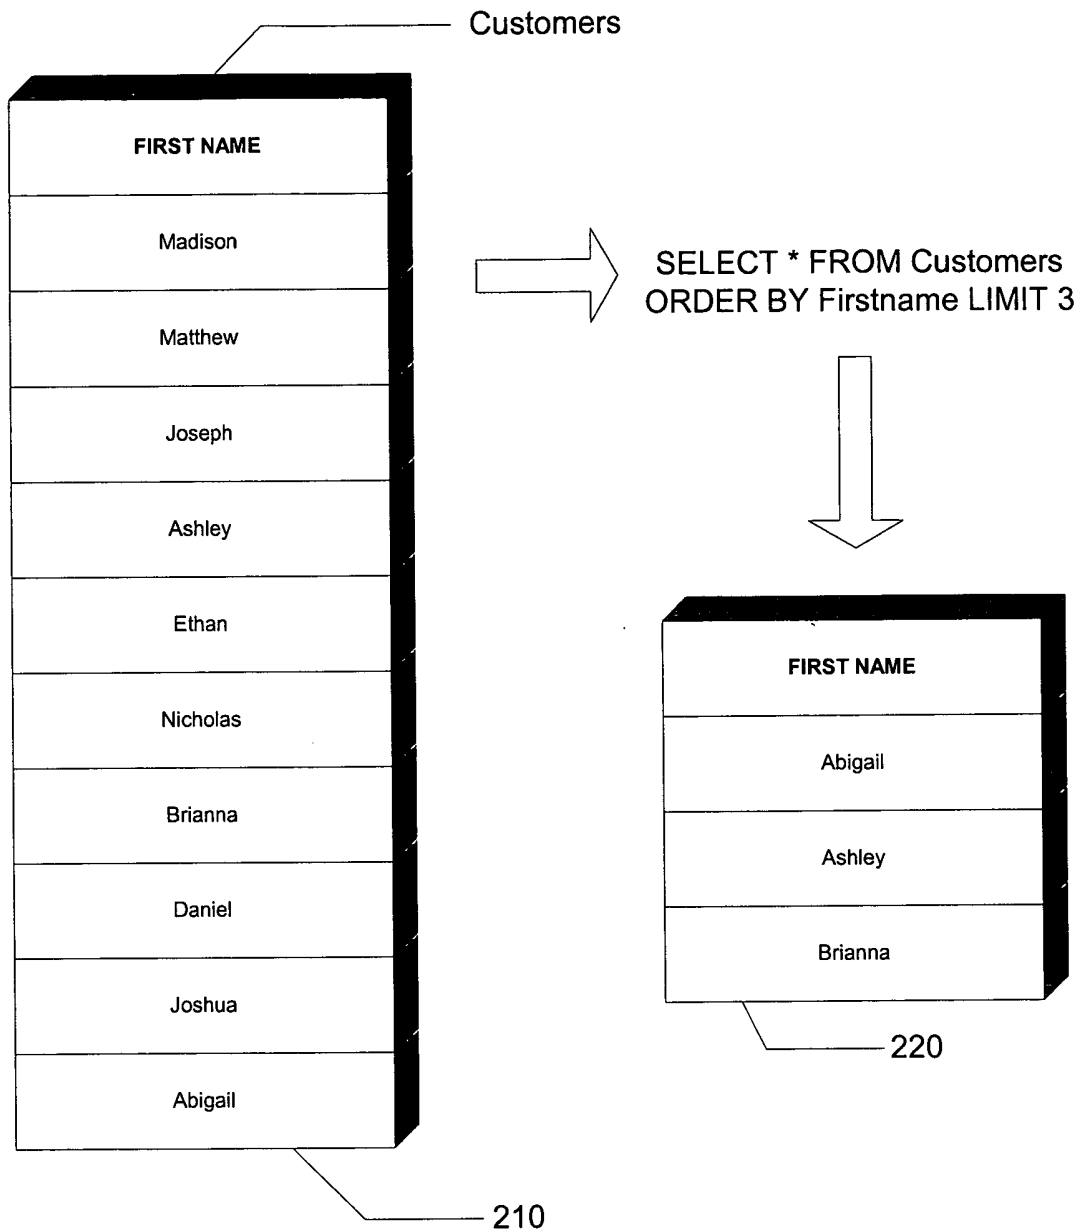 Customers
FIRST NAME
Madison
Matthew
Joseph
Ashley
Ethan
Nicholas
Brianna
Daniel
Joshua
Abigail
210
SELECT * FROM Customers
ORDER BY Firstname LIMIT 3
FIRST NAME
Abigail
Ashley
Brianna
220